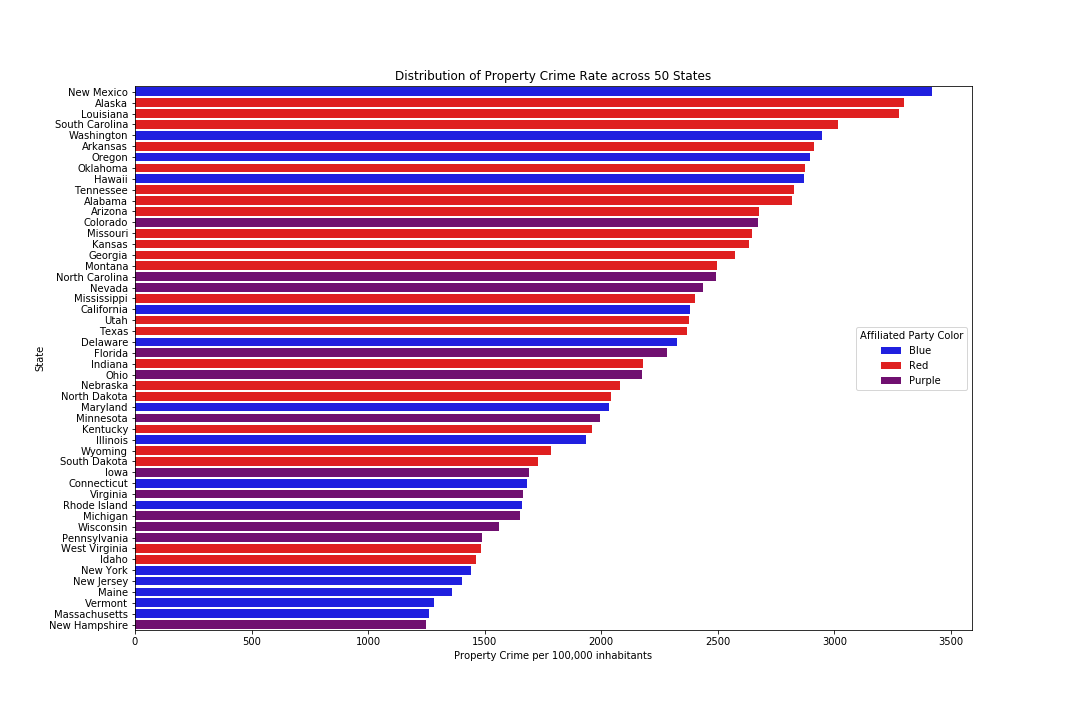 Distribution of Property Crime Rate across 50 States
New Mexico
Alaska
Louisiana
South Carolina
Washington
Arkansas
Oregon
Oklahoma
Hawaii
Tennessee
Alabama
Arizona
Colorado
Missouri
Kansas
Georgia
Montana
North Carolina
Nevada
Mississippi
California
Utah
Texas
Delaware
Florida
Indiana
Ohio
Nebraska
North Dakota
Maryland
Minnesota
Kentucky
Illinois
Wyoming
South Dakota
Iowa
Connecticut
Virginia
Rhode Island
Michigan
Wisconsin
Pennsylvania
West Virginia
Idaho
New York
New Jersey
Maine
Vermont
Massachusetts
New Hampshire
State
Affiliated Party Color
Blue
Red
Purple
0 500 1000 1500 2000 2500 3000 3500
Property Crime per 100,000 inhabitants